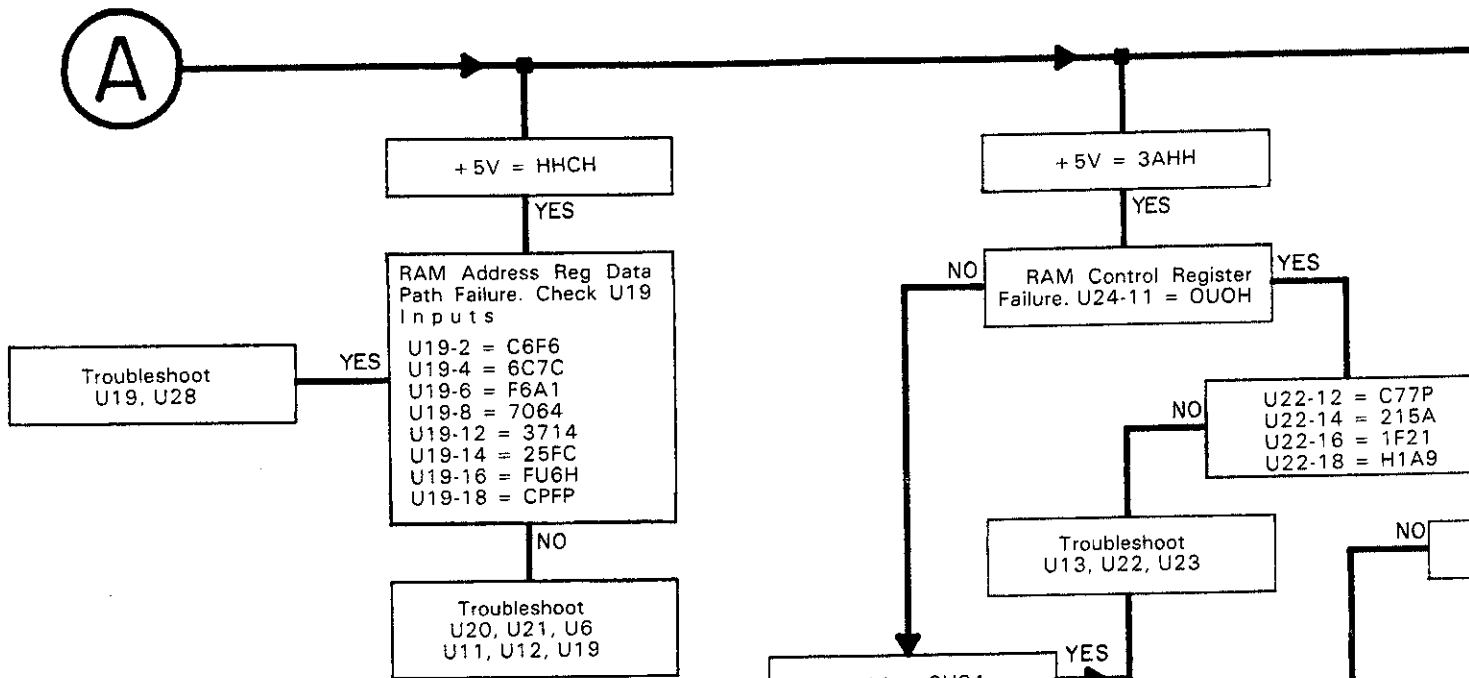 A
+5V = HHCH
YES
RAM Address Reg Data
Path Failure. Check U19
Inputs
U19-2 = C6F6
U19-4 = 6C7C
U19-6 = F6A1
U19-8 = 7064
U19-12 = 3714
U19-14 = 25FC
U19-16 = FU6H
U19-18 = CPFP
YES
Troubleshoot
U19, U28
NO
Troubleshoot
U20, U21, U6
U11, U12, U19
+5V = 3AHH
YES
NO
RAM Control Register
Failure. U24-11 = 0U0H
YES
U22-12 = C77P
U22-14 = 215A
U22-16 = 1F21
U22-18 = H1A9
NO
Troubleshoot
U13, U22, U23
NO
YES